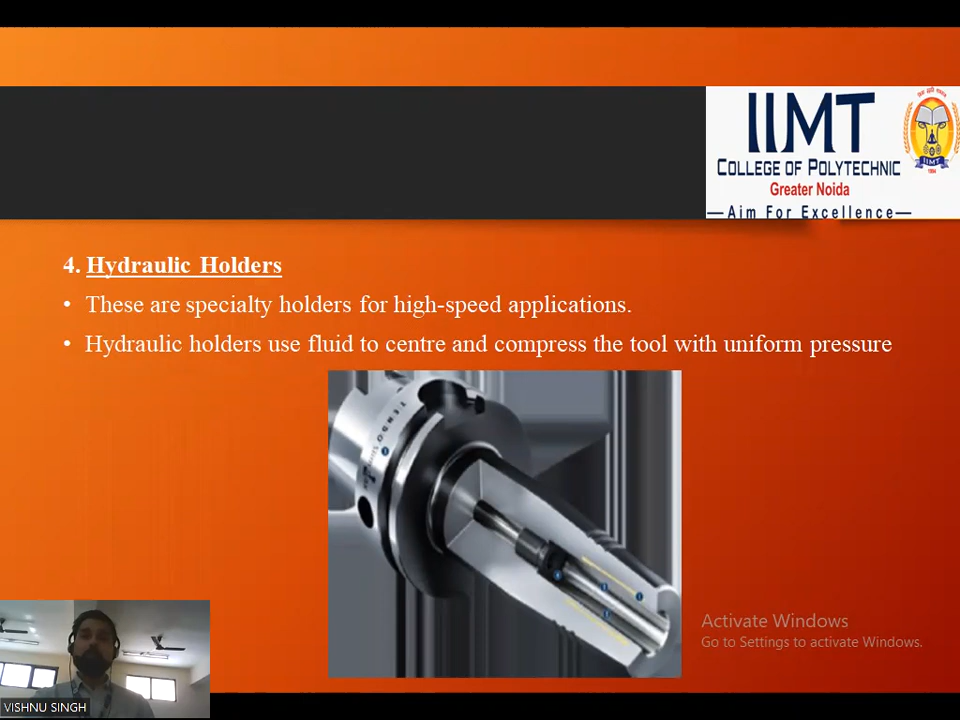 IIMT
COLLEGE OF POLYTECHNIC
Greater Noida
—Aim For Excellence—
IIMT
4. Hydraulic Holders
• These are specialty holders for high-speed applications.
• Hydraulic holders use fluid to centre and compress the tool with uniform pressure
TENDO
Activate Windows
Go to Settings to activate Windows.
VISHNU SINGH